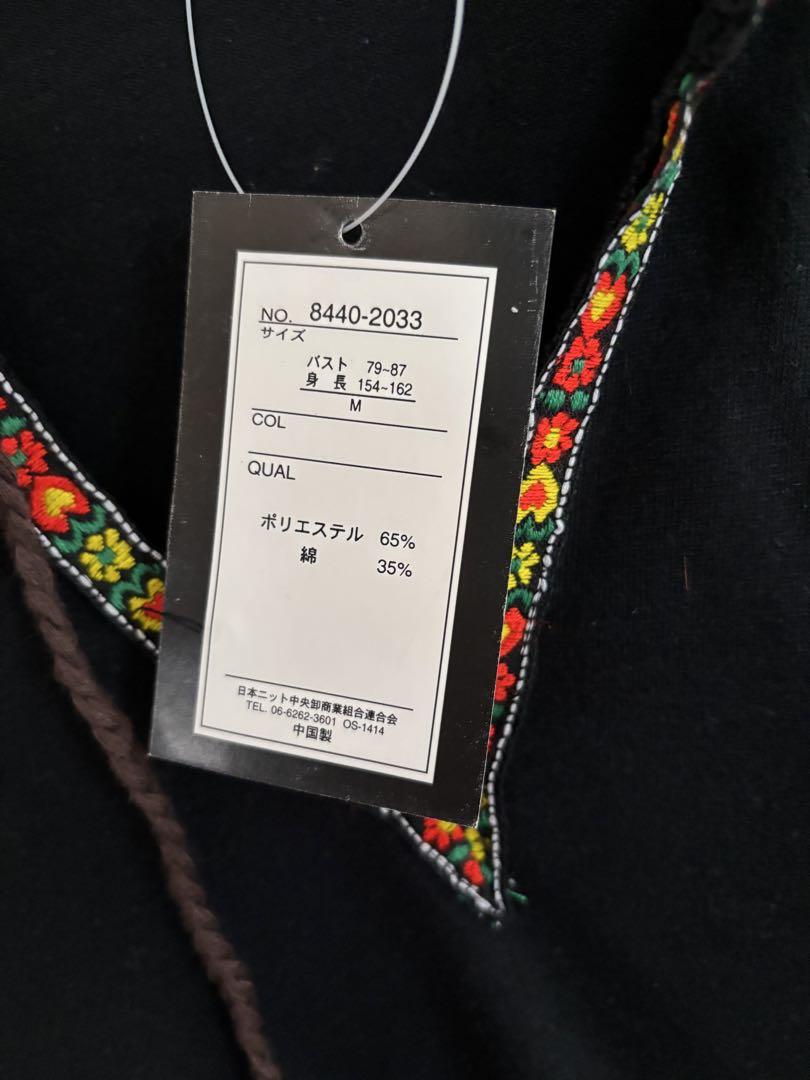 NO. 8440-2033
サイズ
バスト 79~87
身 長 154~162
M
COL
QUAL
ポリエステル 65%
綿 35%
日本ニット中央卸商業組合連合会
TEL. 06-6262-3601 OS-1414
中国製